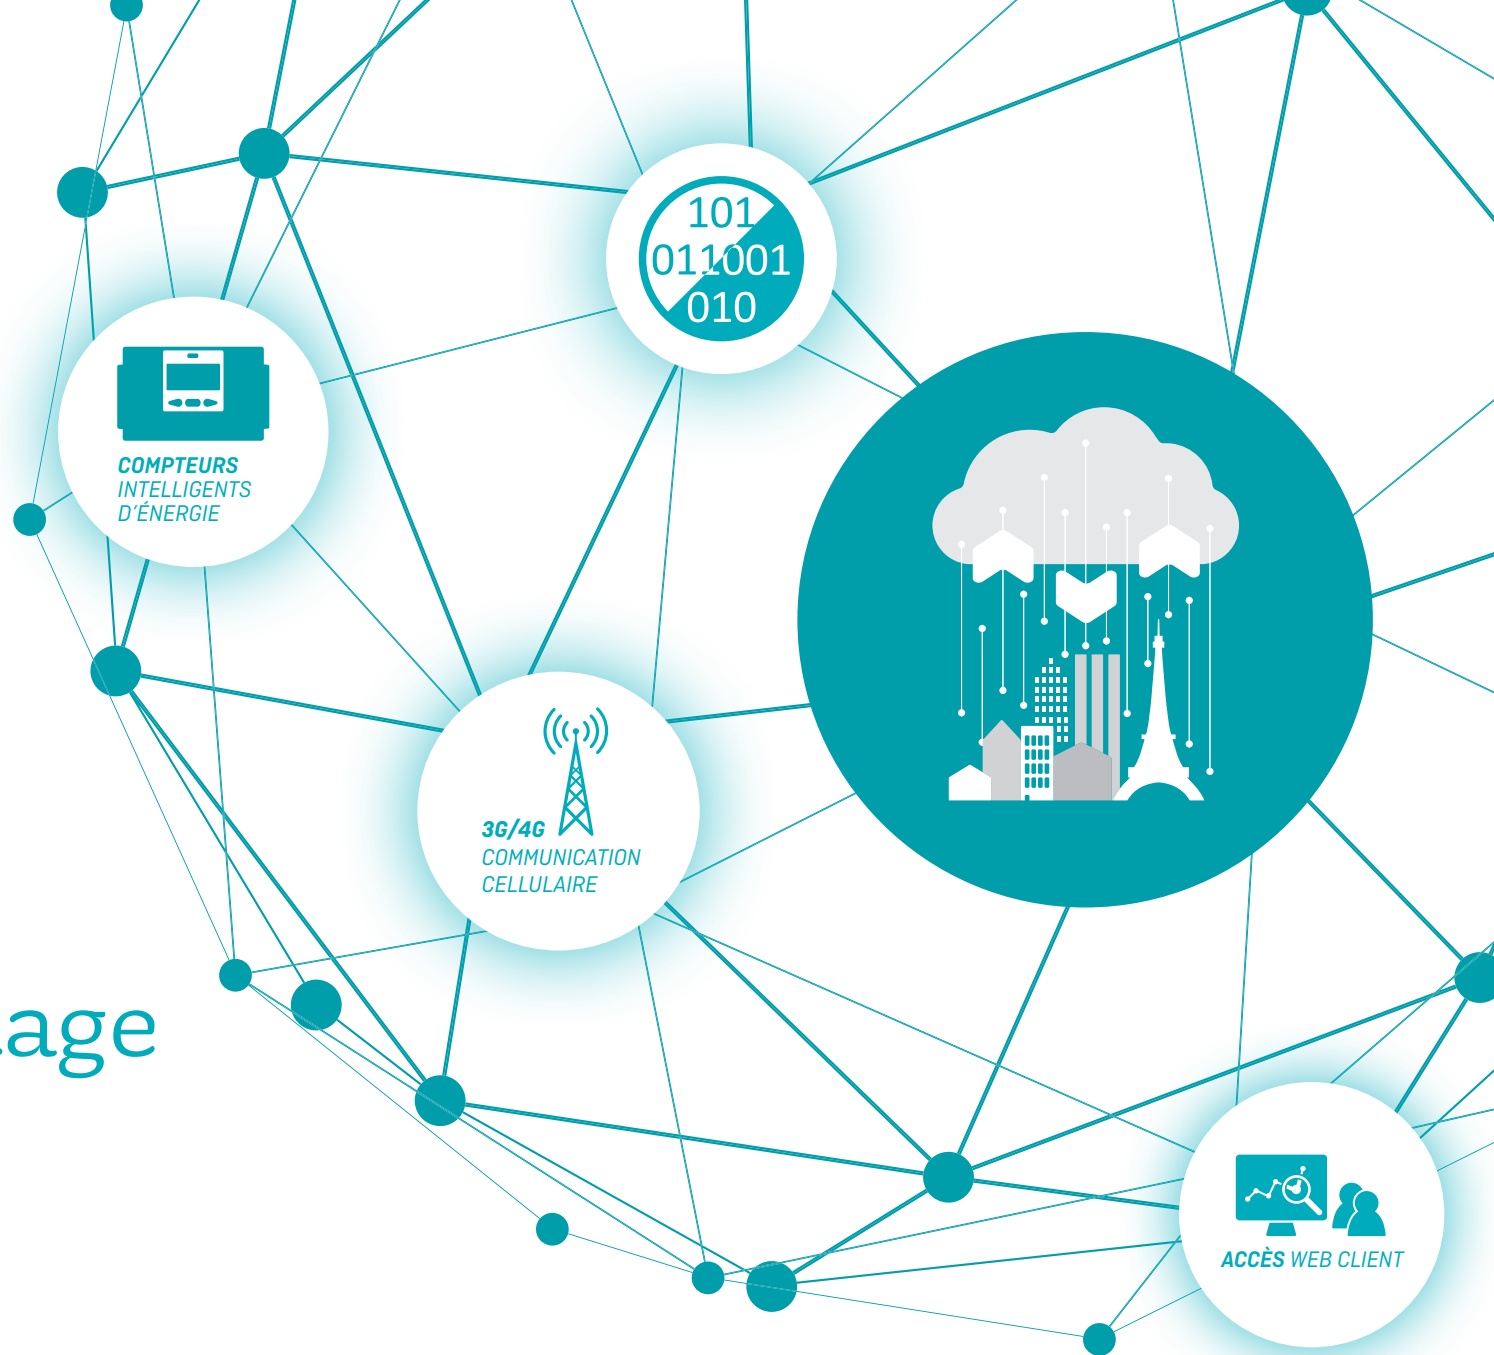 101
011001
010
COMPTEURS
INTELLIGENTS
D'ÉNERGIE
3G/4G
COMMUNICATION
CELLULAIRE
ACCÈS WEB CLIENT